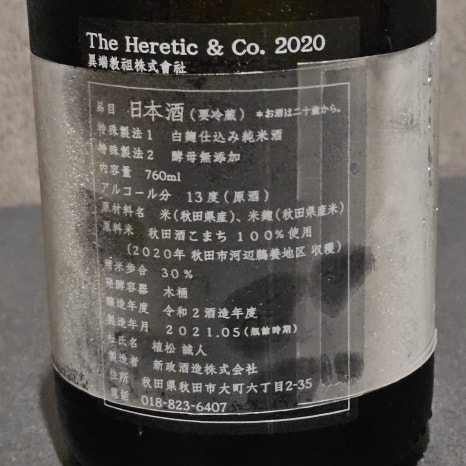 The Heretic & Co. 2020
異端教祖株式會社
品目 日本酒(要冷蔵) *お酒は二十歳から。
特殊製法1 白麹仕込み純米酒
特殊製法2 酵母無添加
内容量 760ml
アルコール分 13度(原酒)
原材料名 米(秋田県産)、米麹(秋田県産米)
原料米 秋田酒こまち 100%使用
(2020年 秋田市河辺鵜養地区 収穫)
精米歩合 30%
発酵容器 木桶
醸造年度 令和2酒造年度
製造年月 2021.05(瓶詰時期)
杜氏名 植松 誠人
製造者 新政酒造株式会社
住所 秋田県秋田市大町六丁目2-35
電話 018-823-6407